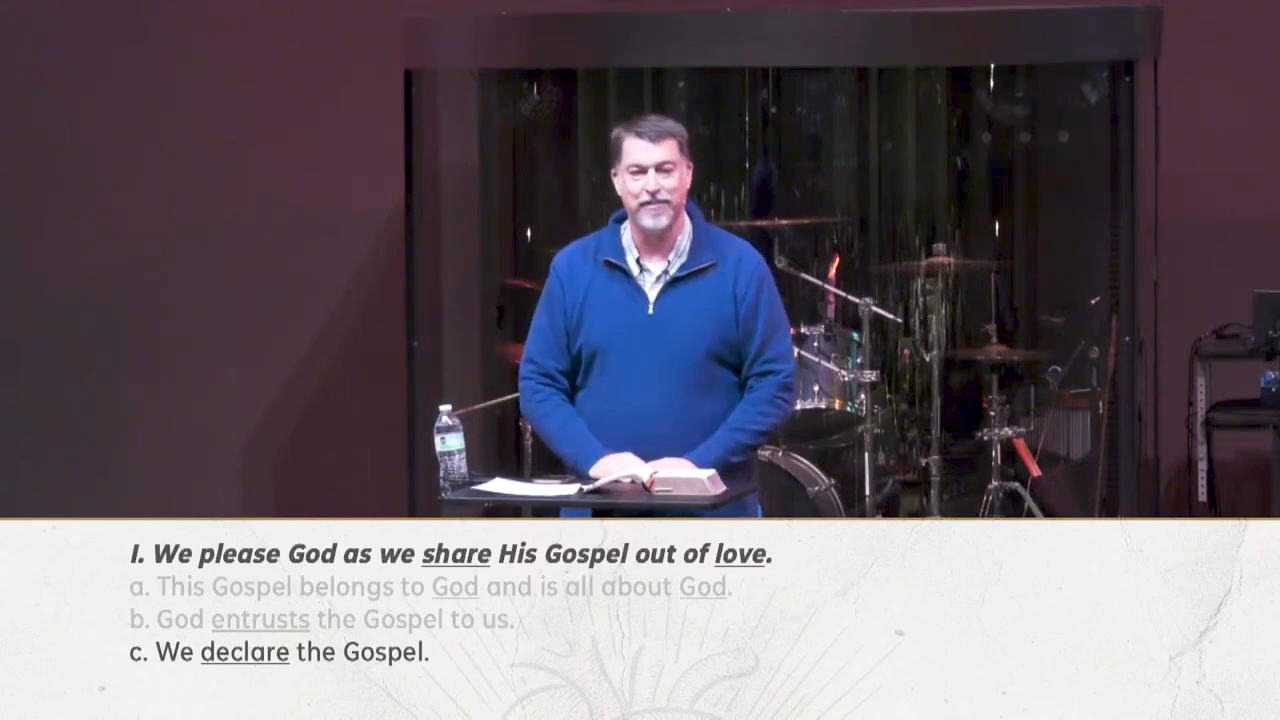 I. We please God as we share His Gospel out of love.
a. This Gospel belongs to God and is all about God.
b. God entrusts the Gospel to us.
c. We declare the Gospel.